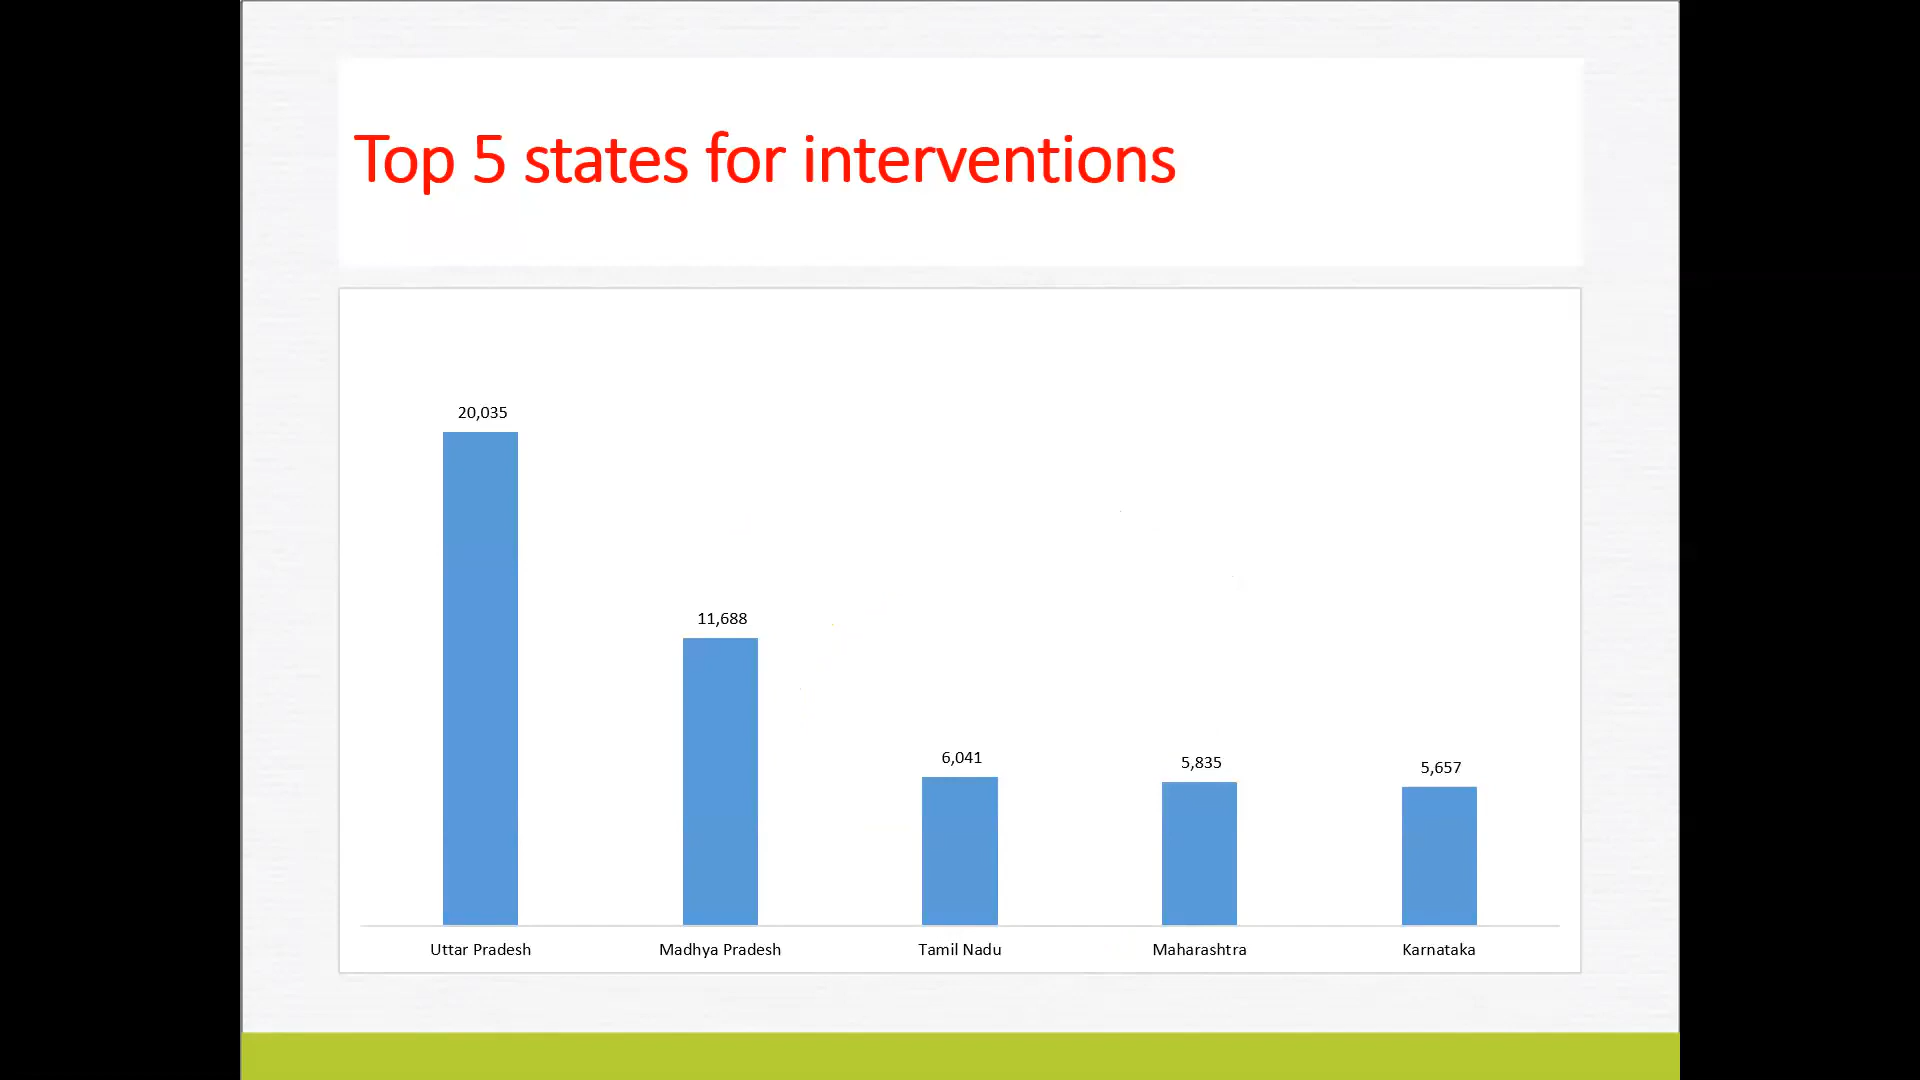 Top 5 states for interventions
20,035
11,688
6,041
5,835
5,657
Uttar Pradesh
Madhya Pradesh
Tamil Nadu
Maharashtra
Karnataka